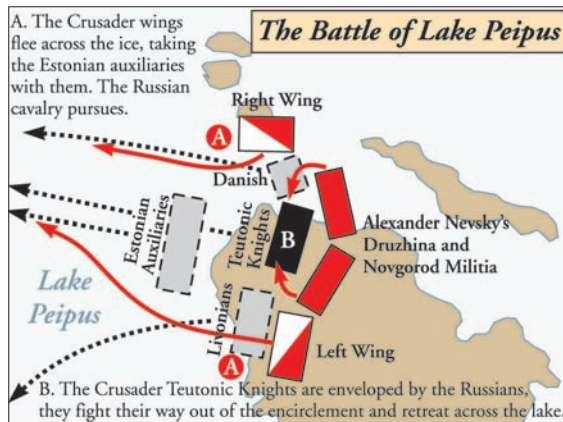 A. The Crusader wings
flee across the ice, taking
the Estonian auxiliaries
with them. The Russian
cavalry pursues.
The Battle of Lake Peipus
Right Wing
A
Danish
Estonian
Auxiliaries
Teutonic
Knights
B
Alexander Nevsky's
Druzhina and
Novgorod Militia
Lake
Peipus
Livonians
A
Left Wing
B. The Crusader Teutonic Knights are enveloped by the Russians,
they fight their way out of the encirclement and retreat across the lake.